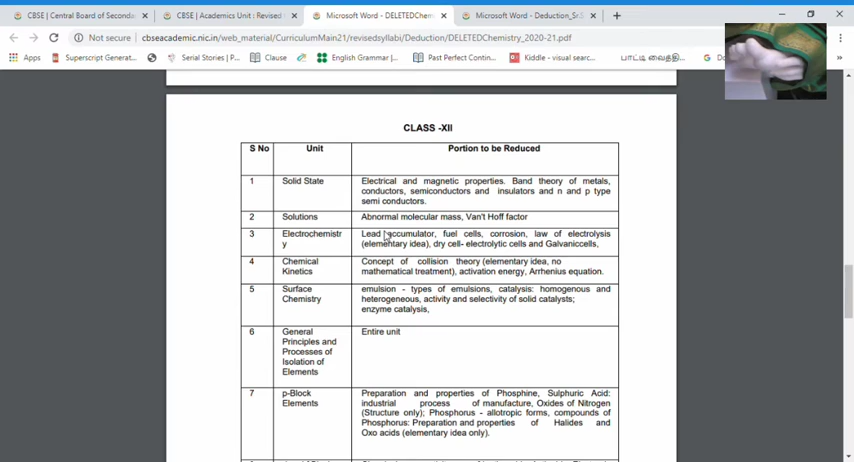 CBSE | Central Board of Seconda
CBSE | Academics Unit : Revised
Microsoft Word - DELETEDChem
Microsoft Word - Deduction_Sr.S
Not secure
cbseacademic.nic.in/web_material/CurriculumMain21/revisedsyllabi/Deduction/DELETEDChemistry_2020-21.pdf
Apps
Superscript Generat...
Serial Stories | P...
Clause
English Grammar |...
Past Perfect Contin...
Kiddle - visual searc...
பாட்டி வைத்தி...
D
CLASS -XII
S No Unit Portion to be Reduced
1 Solid State Electrical and magnetic properties. Band theory of metals,
conductors, semiconductors and insulators and n and p type
semi conductors.
2 Solutions Abnormal molecular mass, Van't Hoff factor
3 Electrochemistr Lead accumulator, fuel cells, corrosion, law of electrolysis
y (elementary idea), dry cell- electrolytic cells and Galvaniccells,
4 Chemical Concept of collision theory (elementary idea, no
Kinetics mathematical treatment), activation energy, Arrhenius equation.
5 Surface emulsion - types of emulsions, catalysis: homogenous and
Chemistry heterogeneous, activity and selectivity of solid catalysts;
enzyme catalysis,
6 General Entire unit
Principles and
Processes of
Isolation of
Elements
7 p-Block Preparation and properties of Phosphine, Sulphuric Acid:
Elements industrial process of manufacture, Oxides of Nitrogen
(Structure only); Phosphorus - allotropic forms, compounds of
Phosphorus: Preparation and properties of Halides and
Oxo acids (elementary idea only).